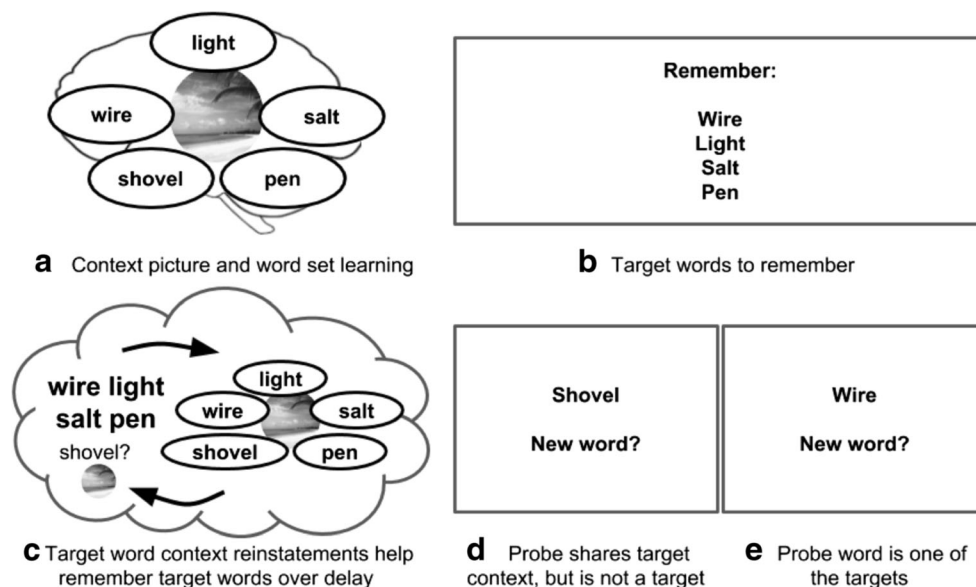 light
wire
salt
shovel
pen
a Context picture and word set learning
Remember:
Wire
Light
Salt
Pen
b Target words to remember
wire light
salt pen
shovel?
light
wire
salt
shovel
pen
c Target word context reinstatements help
remember target words over delay
Shovel
New word?
d Probe shares target
context, but is not a target
Wire
New word?
e Probe word is one of
the targets